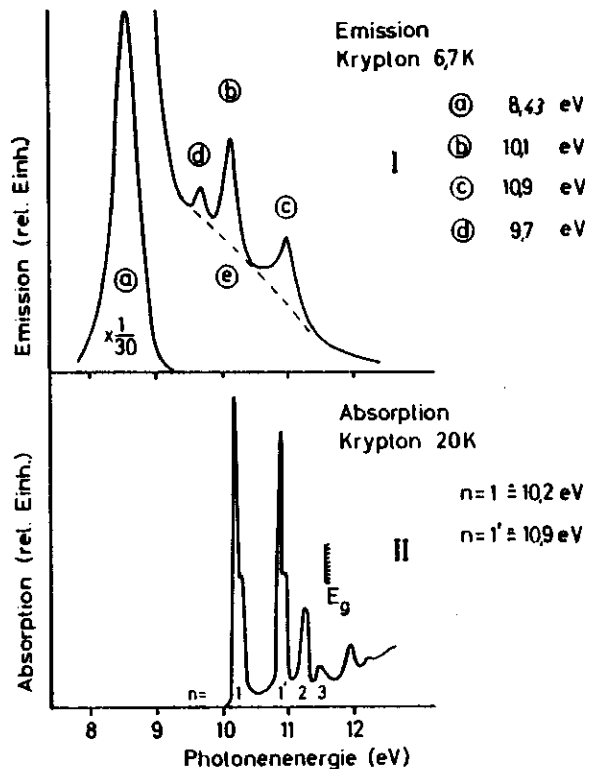 Emission
Krypton 6,7K
ⓐ 8,43 eV
ⓑ 10,1 eV
ⓒ 10,9 eV
ⓓ 9,7 eV
I
ⓑ
ⓓ
ⓒ
ⓔ
ⓐ
×1/30
Emission (rel. Einh.)
Absorption
Krypton 20K
n=1 ≙ 10,2 eV
n=1' ≙ 10,9 eV
II
Eg
n= 1 1' 2 3
Absorption (rel. Einh.)
8 9 10 11 12
Photonenenergie (eV)